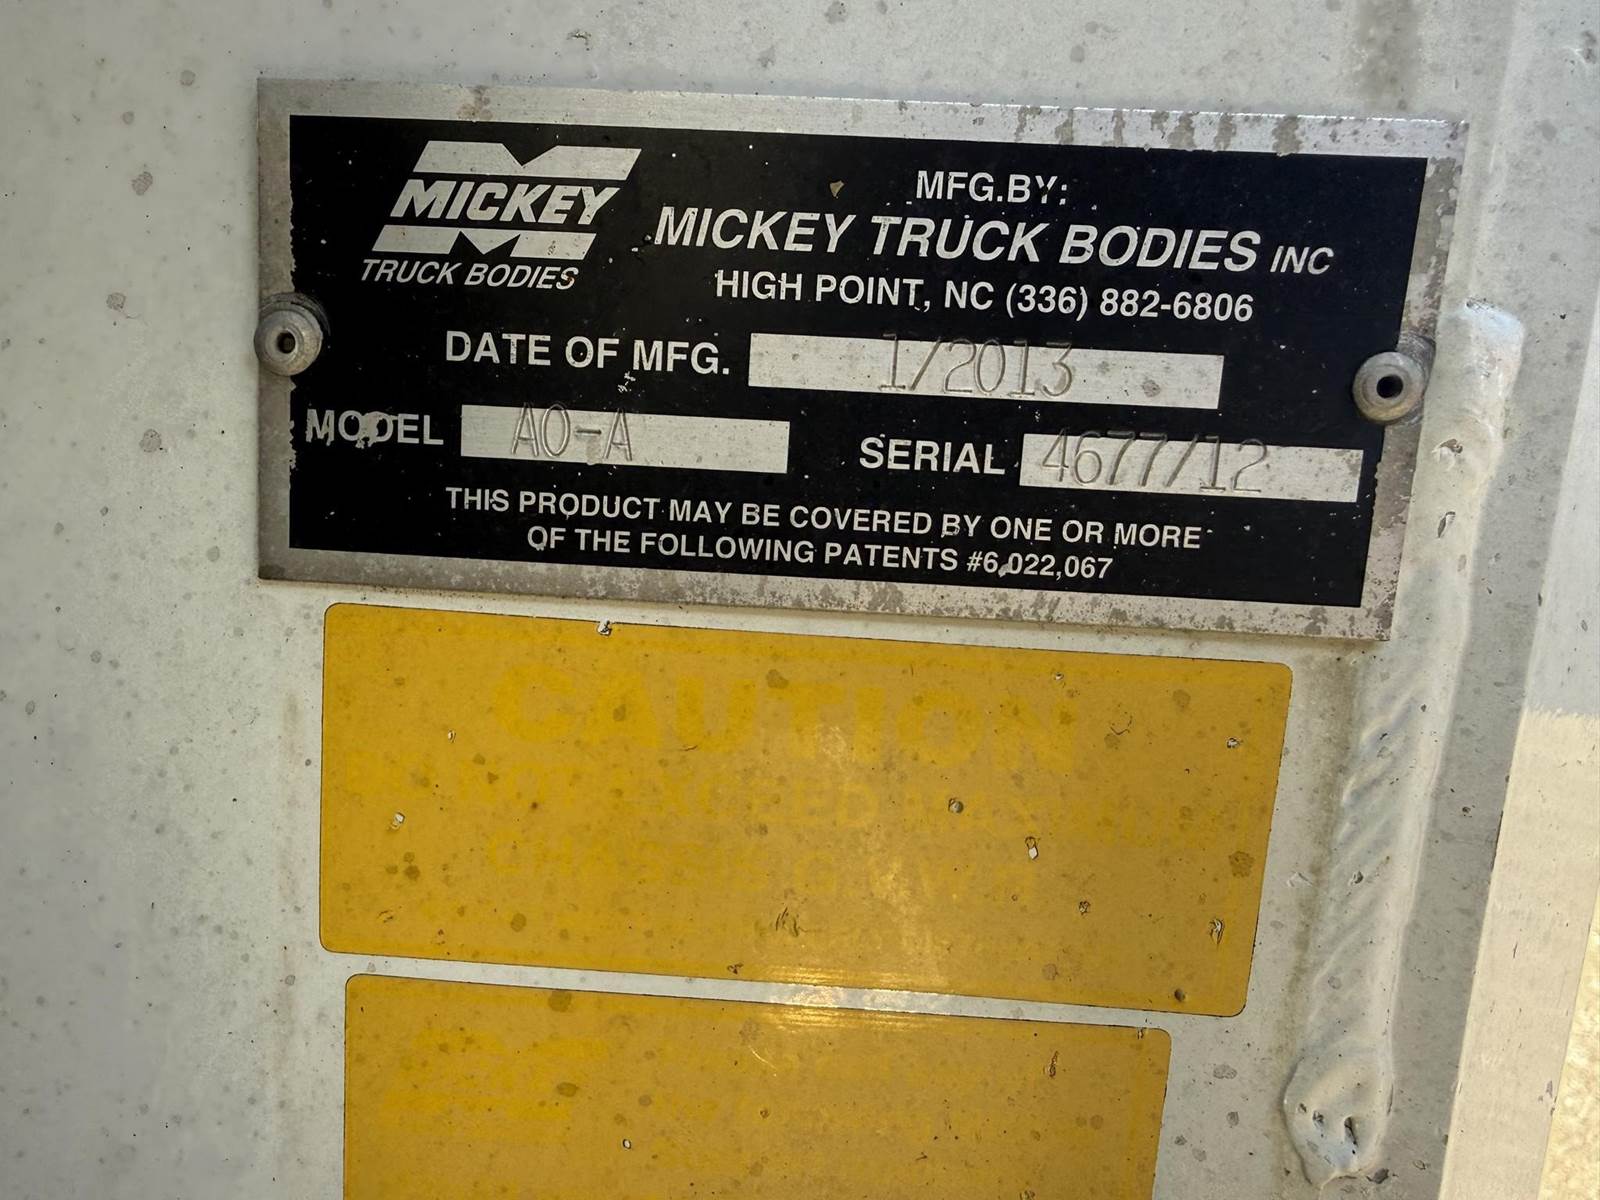 MICKEY
TRUCK BODIES
MFG.BY:
MICKEY TRUCK BODIES INC
HIGH POINT, NC (336) 882-6806
DATE OF MFG. 1/2013
MODEL AO-A SERIAL 4677/12
THIS PRODUCT MAY BE COVERED BY ONE OR MORE
OF THE FOLLOWING PATENTS #6,022,067
CAUTION
EXCEED
CHASSIS G.V.W.R